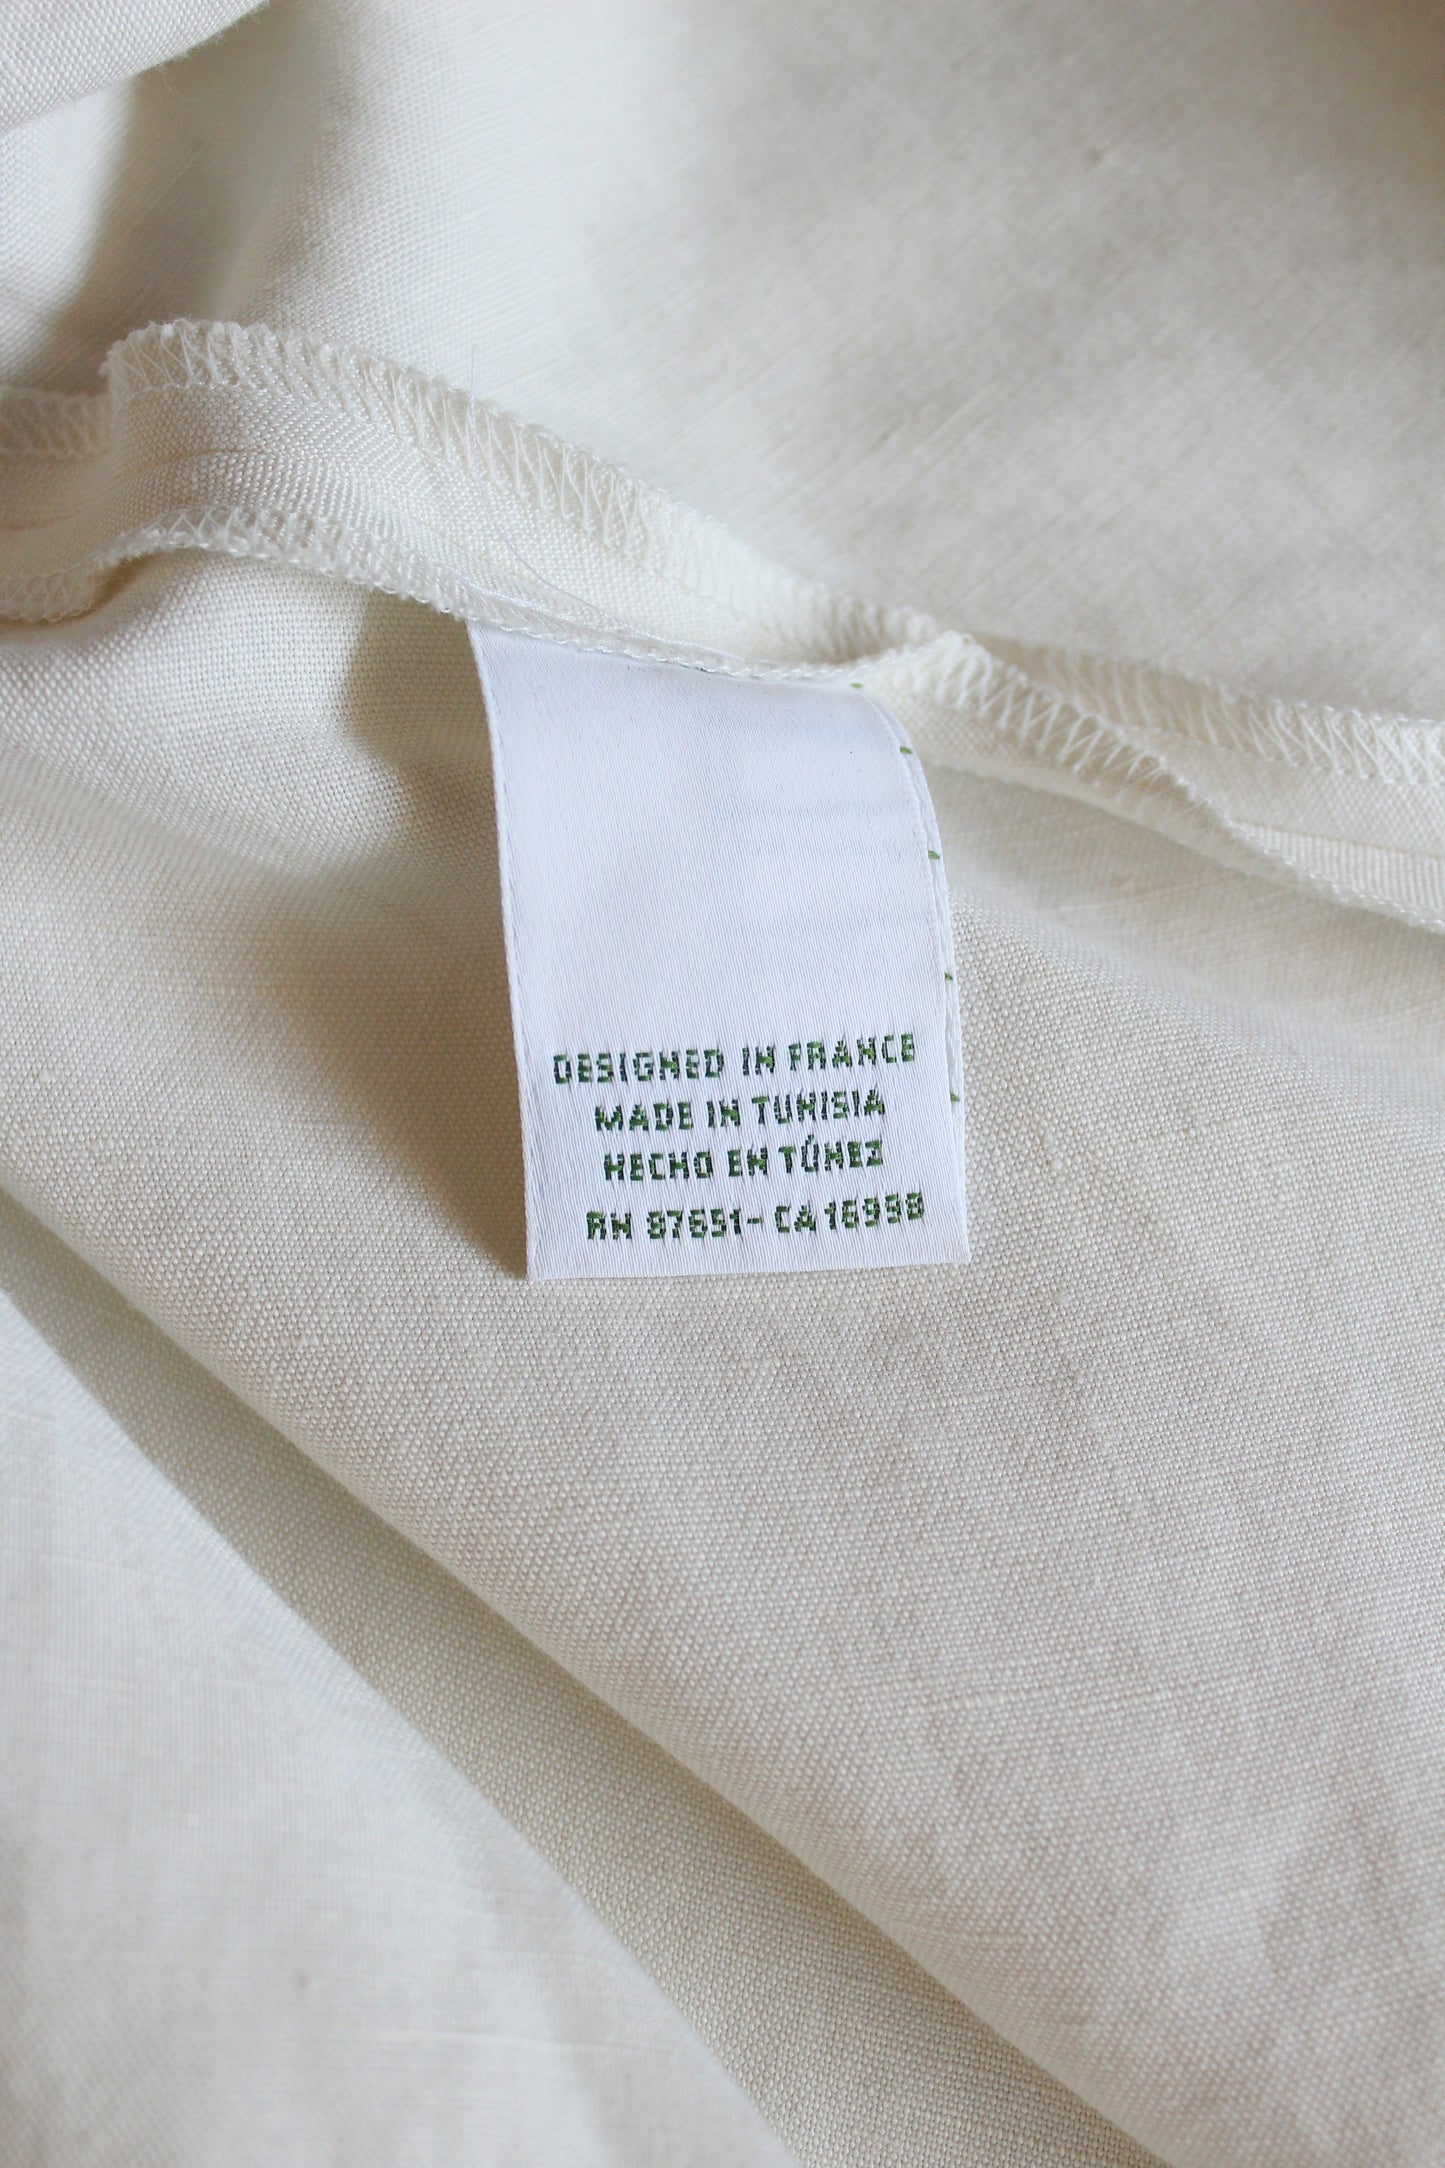 DESIGNED IN FRANCE
MADE IN TUNISIA
HECHO EN TÚNEZ
RN 87651- CA 16998